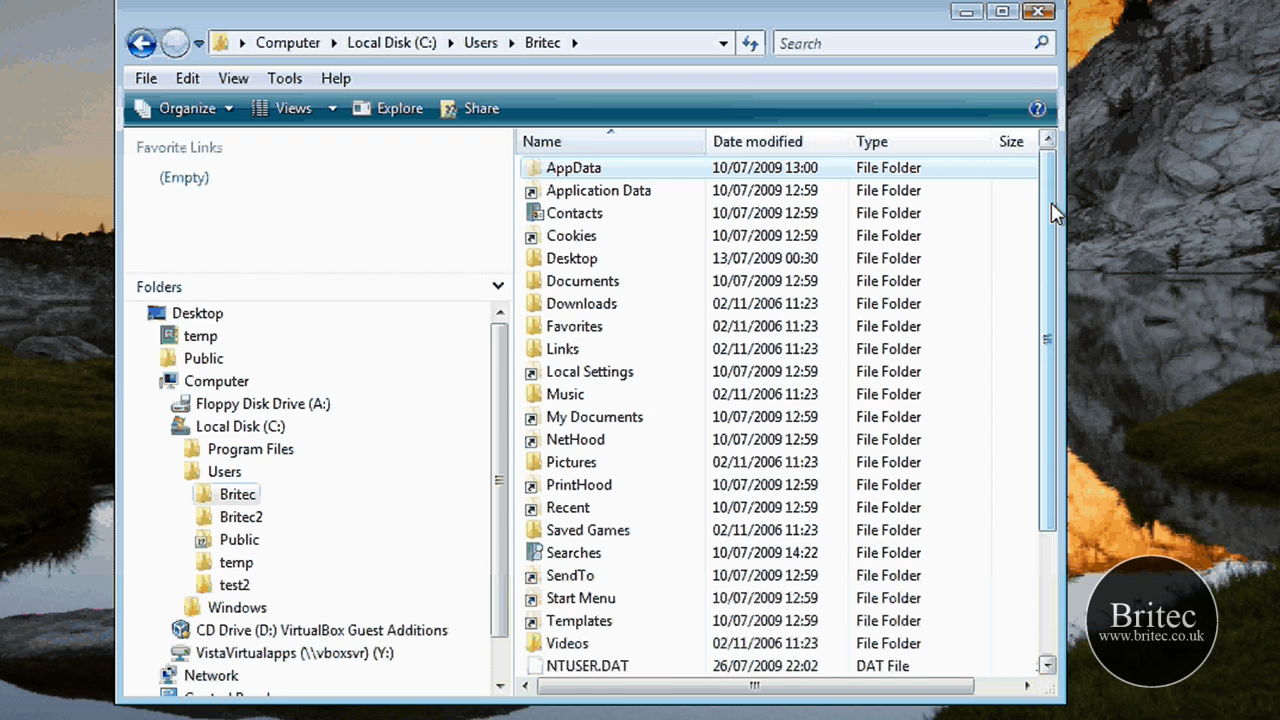 Computer Local Disk (C:) Users Britec Search
File Edit View Tools Help
Organize Views Explore Share
Favorite Links
(Empty)
Folders
Desktop
temp
Public
Computer
Floppy Disk Drive (A:)
Local Disk (C:)
Program Files
Users
Britec
Britec2
Public
temp
test2
Windows
CD Drive (D:) VirtualBox Guest Additions
VistaVirtualapps (\\vboxsvr) (Y:)
Network
Name Date modified Type Size
AppData 10/07/2009 13:00 File Folder
Application Data 10/07/2009 12:59 File Folder
Contacts 10/07/2009 12:59 File Folder
Cookies 10/07/2009 12:59 File Folder
Desktop 13/07/2009 00:30 File Folder
Documents 10/07/2009 12:59 File Folder
Downloads 02/11/2006 11:23 File Folder
Favorites 02/11/2006 11:23 File Folder
Links 02/11/2006 11:23 File Folder
Local Settings 10/07/2009 12:59 File Folder
Music 02/11/2006 11:23 File Folder
My Documents 10/07/2009 12:59 File Folder
NetHood 10/07/2009 12:59 File Folder
Pictures 02/11/2006 11:23 File Folder
PrintHood 10/07/2009 12:59 File Folder
Recent 10/07/2009 12:59 File Folder
Saved Games 02/11/2006 11:23 File Folder
Searches 10/07/2009 14:22 File Folder
SendTo 10/07/2009 12:59 File Folder
Start Menu 10/07/2009 12:59 File Folder
Templates 10/07/2009 12:59 File Folder
Videos 02/11/2006 11:23 File Folder
NTUSER.DAT 26/07/2009 22:02 DAT File
Britec
www.britec.co.uk